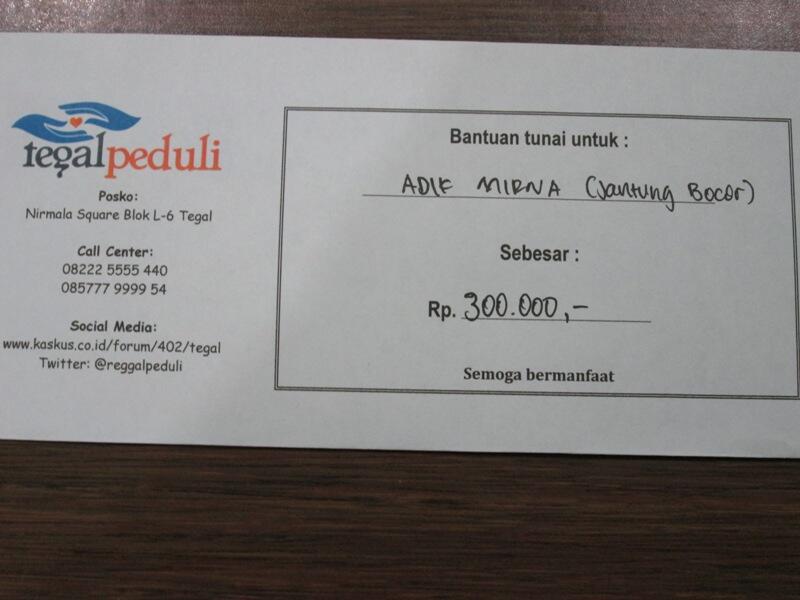 tegalpeduli
Posko:
Nirmala Square Blok L-6 Tegal
Call Center:
08222 5555 440
085777 9999 54
Social Media:
www.kaskus.co.id/forum/402/tegal
Twitter: @reggalpeduli
Bantuan tunai untuk :
ADIK MIRNA (Jantung Bocor)
Sebesar :
Rp. 300.000,-
Semoga bermanfaat